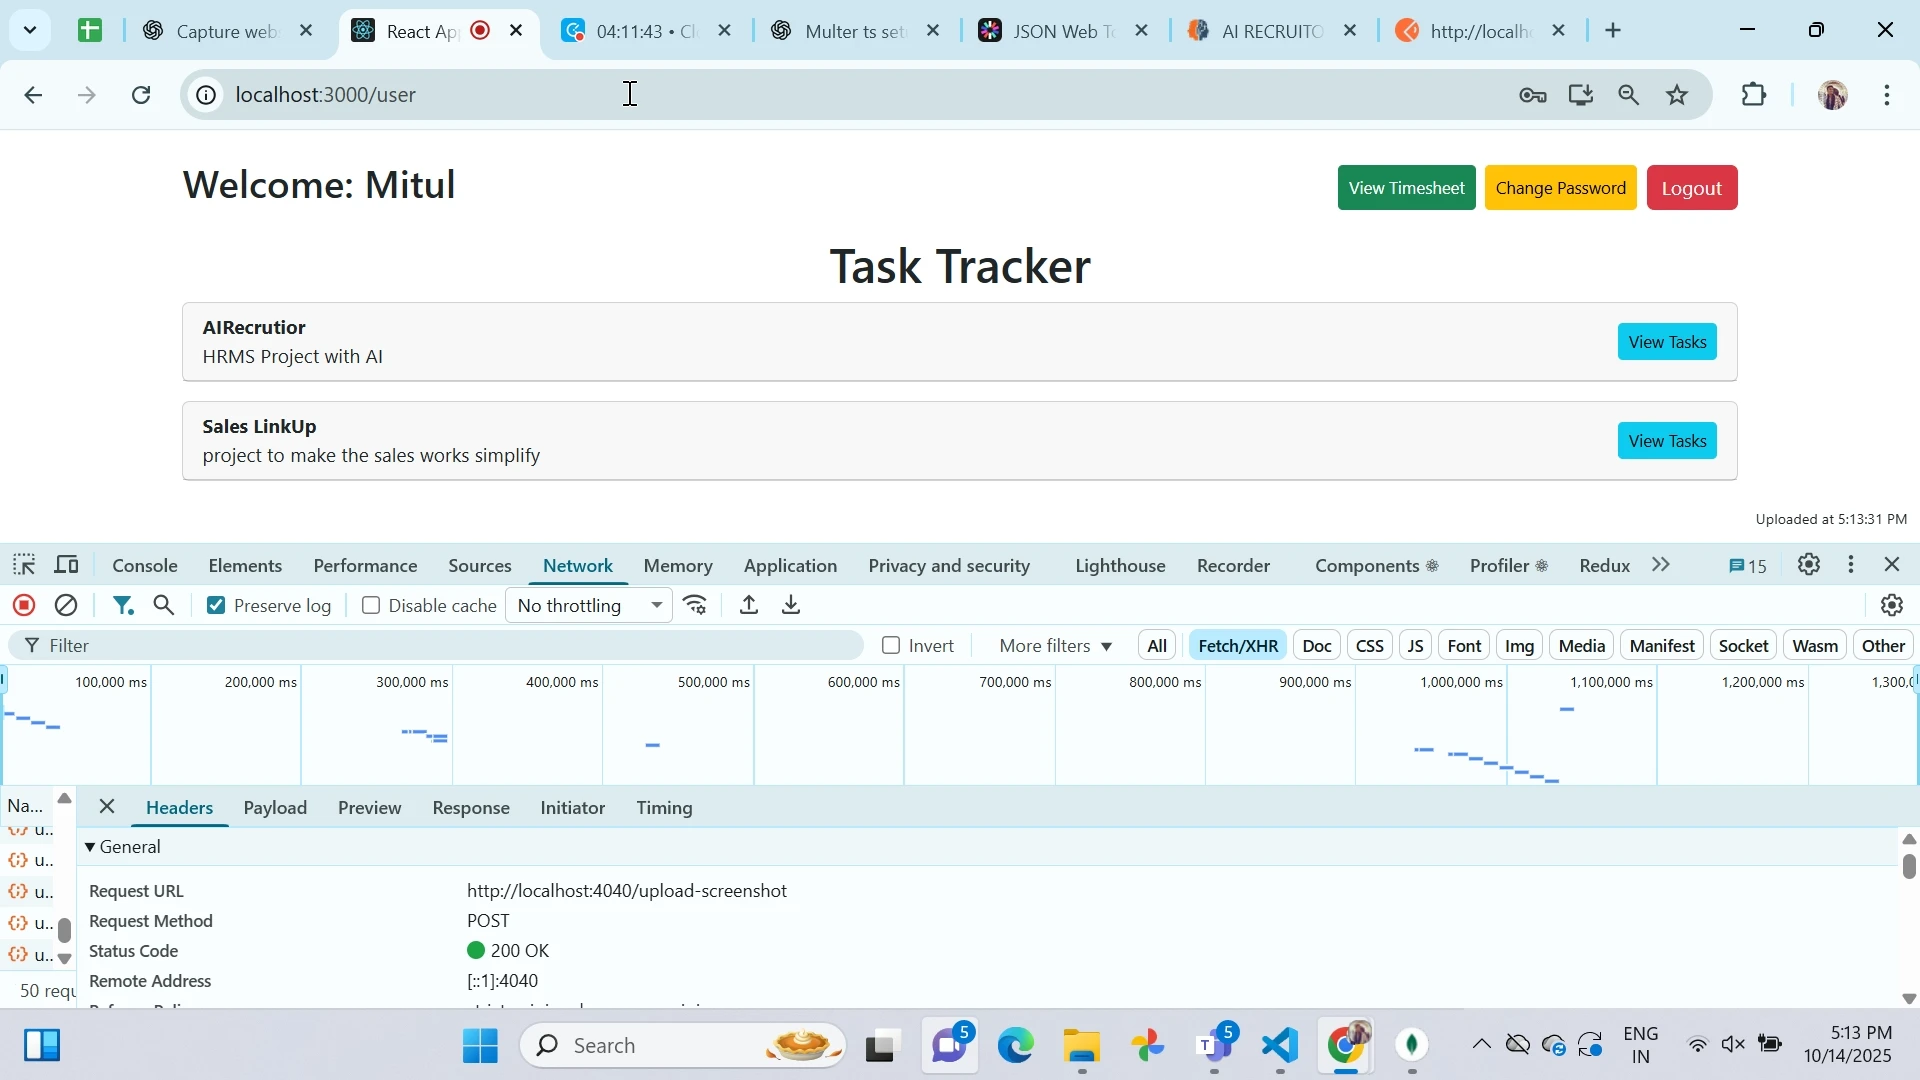 Capture web
React Ap
04:11:43 • Cl
Multer ts set
JSON Web To
AI RECRUITO
http://localh
localhost:3000/user
Welcome: Mitul
View Timesheet
Change Password
Logout
Task Tracker
AIRecrutior
HRMS Project with AI
View Tasks
Sales LinkUp
project to make the sales works simplify
View Tasks
Uploaded at 5:13:31 PM
Console Elements Performance Sources Network Memory Application Privacy and security Lighthouse Recorder Components Profiler Redux 15
Preserve log Disable cache No throttling
Filter Invert More filters All Fetch/XHR Doc CSS JS Font Img Media Manifest Socket Wasm Other
100,000 ms 200,000 ms 300,000 ms 400,000 ms 500,000 ms 600,000 ms 700,000 ms 800,000 ms 900,000 ms 1,000,000 ms 1,100,000 ms 1,200,000 ms 1,300,0
Na... Headers Payload Preview Response Initiator Timing
u..
General
u..
Request URL http://localhost:4040/upload-screenshot
u..
Request Method POST
u..
Status Code 200 OK
u..
Remote Address [::1]:4040
50 requ
Search
5
T 5
ENG
IN
5:13 PM
10/14/2025